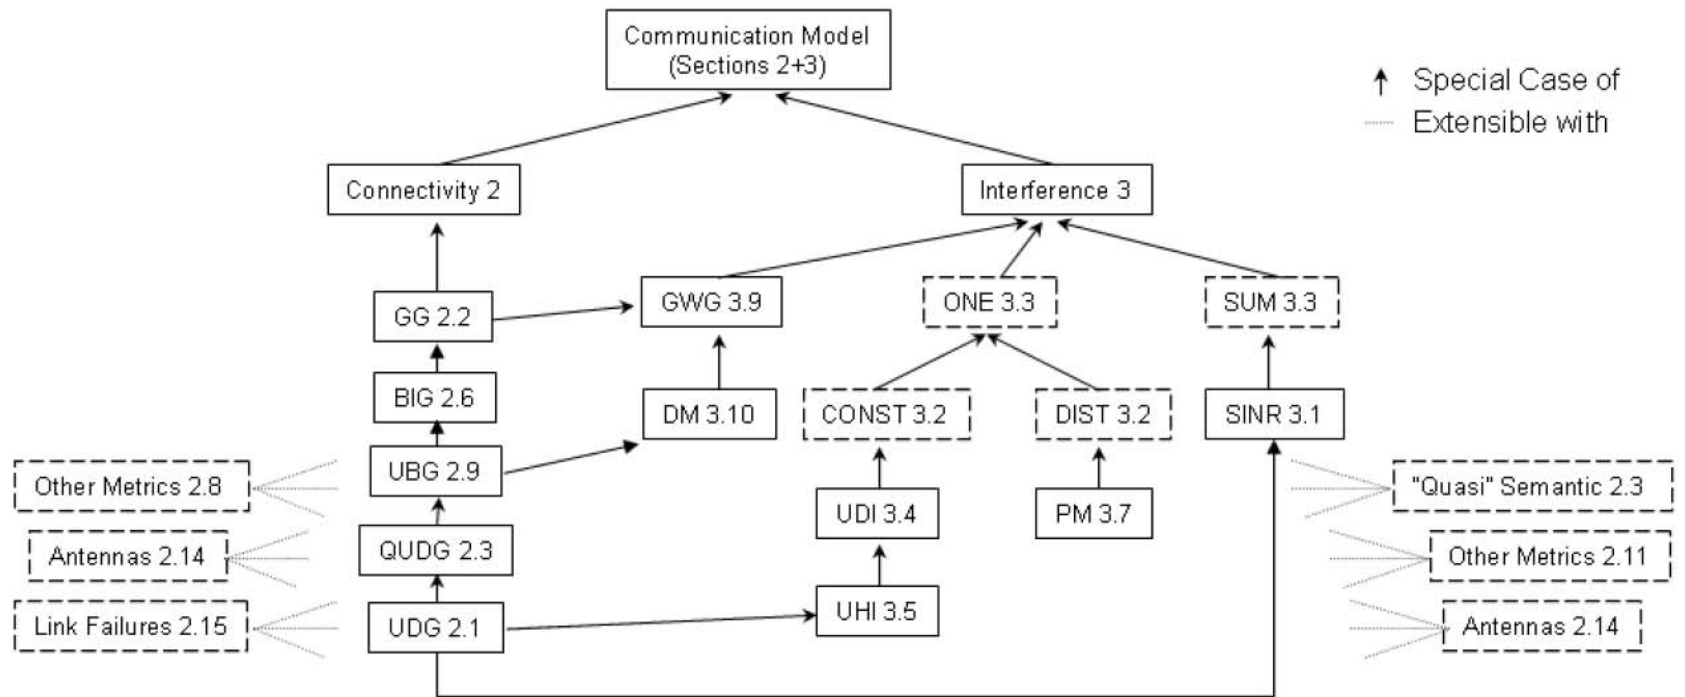 Communication Model
(Sections 2+3)
Special Case of
Extensible with
Connectivity 2
Interference 3
GG 2.2
GWG 3.9
ONE 3.3
SUM 3.3
BIG 2.6
DM 3.10
CONST 3.2
DIST 3.2
SINR 3.1
Other Metrics 2.8
UBG 2.9
"Quasi" Semantic 2.3
UDI 3.4
PM 3.7
Antennas 2.14
QUDG 2.3
Other Metrics 2.11
Link Failures 2.15
UDG 2.1
UHI 3.5
Antennas 2.14